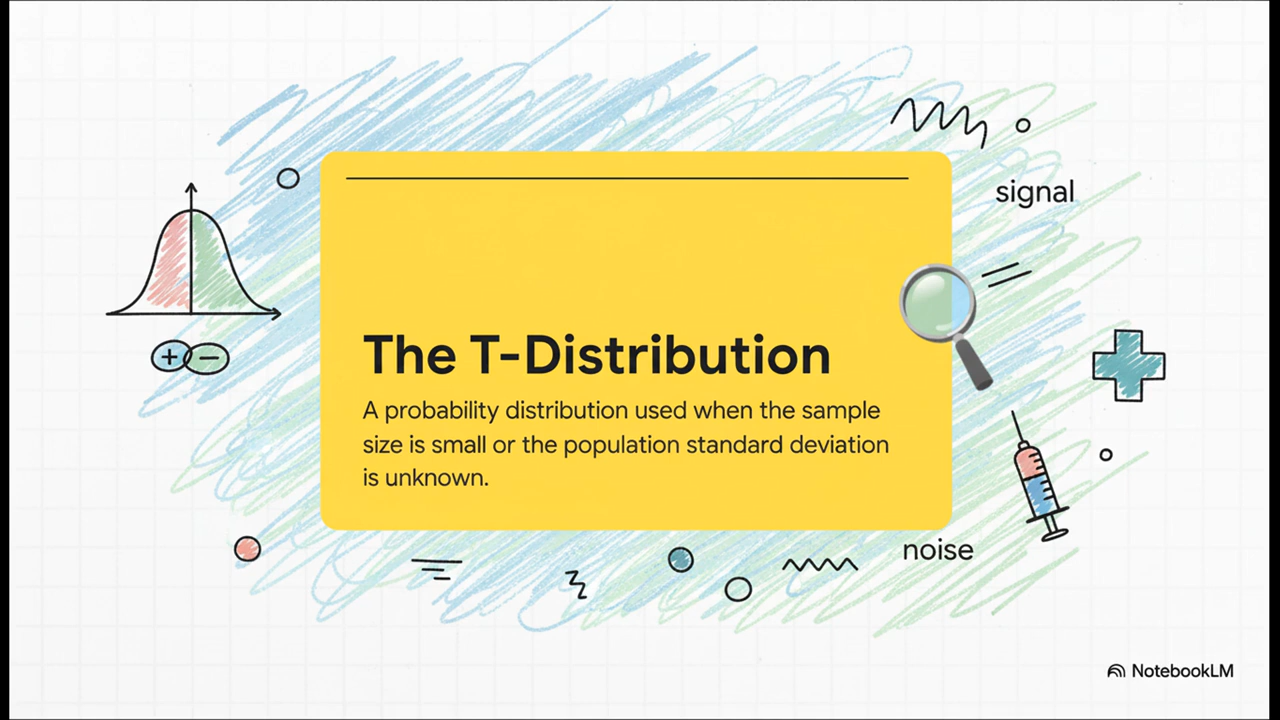 signal
The T-Distribution
A probability distribution used when the sample
size is small or the population standard deviation
is unknown.
noise
NotebookLM